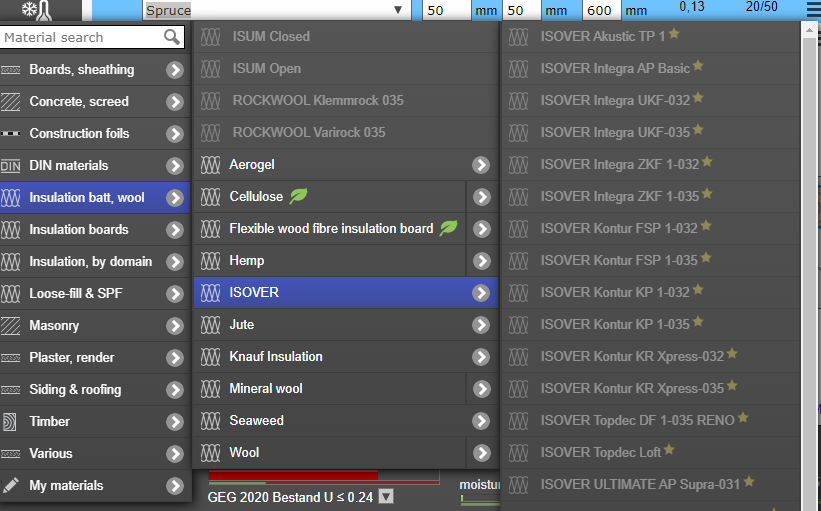 Spruce 50 mm 50 mm 600 mm 0,13 20/50
Material search
Boards, sheathing
Concrete, screed
Construction foils
DIN DIN materials
Insulation batt, wool
Insulation boards
Insulation, by domain
Loose-fill & SPF
Masonry
Plaster, render
Siding & roofing
Timber
Various
My materials
ISUM Closed
ISUM Open
ROCKWOOL Klemmrock 035
ROCKWOOL Varirock 035
Aerogel
Cellulose
Flexible wood fibre insulation board
Hemp
ISOVER
Jute
Knauf Insulation
Mineral wool
Seaweed
Wool
ISOVER Akustic TP 1
ISOVER Integra AP Basic
ISOVER Integra UKF-032
ISOVER Integra UKF-035
ISOVER Integra ZKF 1-032
ISOVER Integra ZKF 1-035
ISOVER Kontur FSP 1-032
ISOVER Kontur FSP 1-035
ISOVER Kontur KP 1-032
ISOVER Kontur KP 1-035
ISOVER Kontur KR Xpress-032
ISOVER Kontur KR Xpress-035
ISOVER Topdec DF 1-035 RENO
ISOVER Topdec Loft
ISOVER ULTIMATE AP Supra-031
GEG 2020 Bestand U ≤ 0.24
moistu